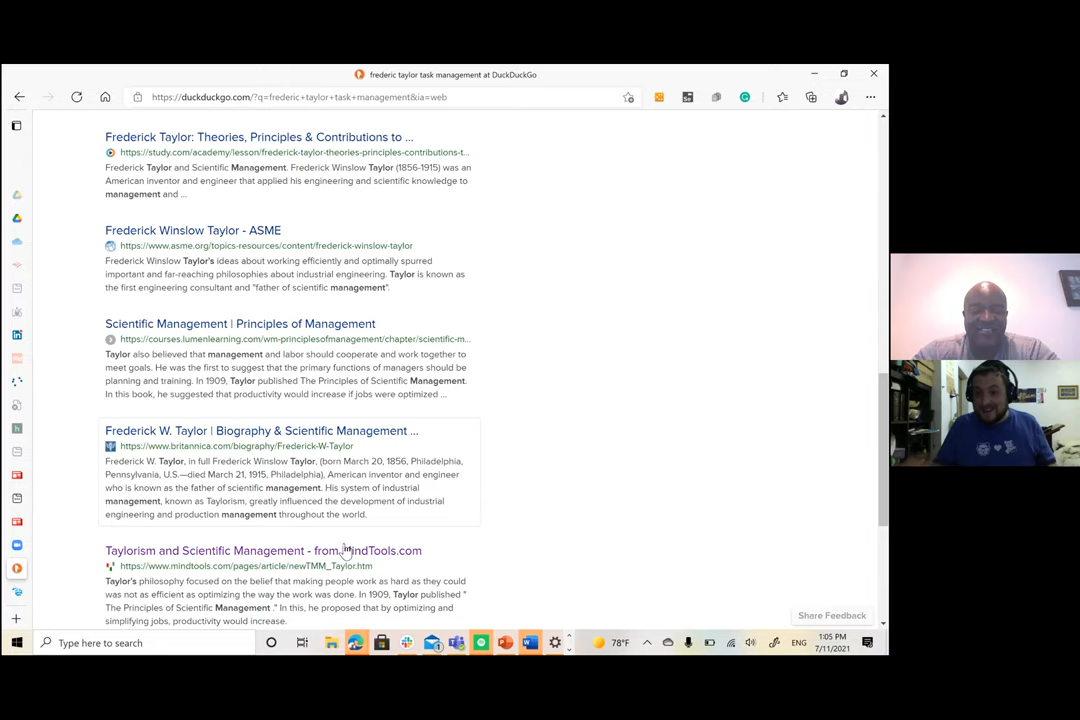 frederic taylor task management at DuckDuckGo
https://duckduckgo.com/?q=frederic+taylor+task+management&ia=web
Frederick Taylor: Theories, Principles & Contributions to ...
https://study.com/academy/lesson/frederick-taylor-theories-principles-contributions-t...
Frederick Taylor and Scientific Management. Frederick Winslow Taylor (1856-1915) was an
American inventor and engineer that applied his engineering and scientific knowledge to
management and ...
Frederick Winslow Taylor - ASME
https://www.asme.org/topics-resources/content/frederick-winslow-taylor
Frederick Winslow Taylor's ideas about working efficiently and optimally spurred
important and far-reaching philosophies about industrial engineering. Taylor is known as
the first engineering consultant and "father of scientific management".
Scientific Management | Principles of Management
https://courses.lumenlearning.com/wm-principlesofmanagement/chapter/scientific-m...
Taylor also believed that management and labor should cooperate and work together to
meet goals. He was the first to suggest that the primary functions of managers should be
planning and training. In 1909, Taylor published The Principles of Scientific Management.
In this book, he suggested that productivity would increase if jobs were optimized ...
Frederick W. Taylor | Biography & Scientific Management ...
https://www.britannica.com/biography/Frederick-W-Taylor
Frederick W. Taylor, in full Frederick Winslow Taylor, (born March 20, 1856, Philadelphia,
Pennsylvania, U.S.—died March 21, 1915, Philadelphia), American inventor and engineer
who is known as the father of scientific management. His system of industrial
management, known as Taylorism, greatly influenced the development of industrial
engineering and production management throughout the world.
Taylorism and Scientific Management - from MindTools.com
https://www.mindtools.com/pages/article/newTMM_Taylor.htm
Taylor's philosophy focused on the belief that making people work as hard as they could
was not as efficient as optimizing the way the work was done. In 1909, Taylor published "
The Principles of Scientific Management ." In this, he proposed that by optimizing and
simplifying jobs, productivity would increase.
Share Feedback
Type here to search
78°F
ENG
1:05 PM
7/11/2021